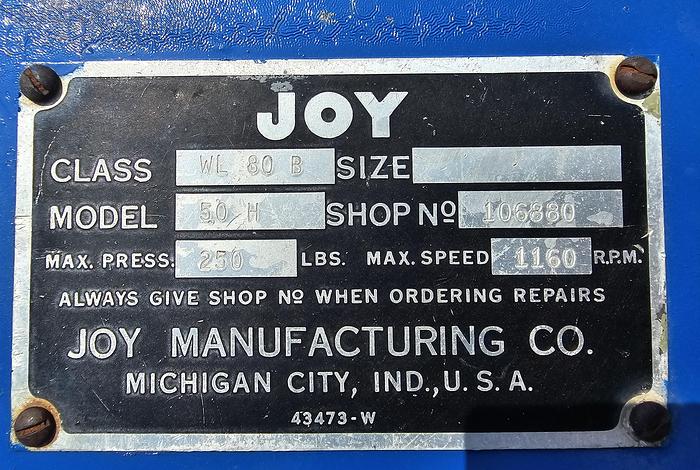 JOY
CLASS WL 80 B SIZE
MODEL 50 H SHOP Nº 106880
MAX. PRESS. 250 LBS. MAX. SPEED 1160 R.P.M.
ALWAYS GIVE SHOP Nº WHEN ORDERING REPAIRS
JOY MANUFACTURING CO.
MICHIGAN CITY, IND., U. S. A.
43473-W